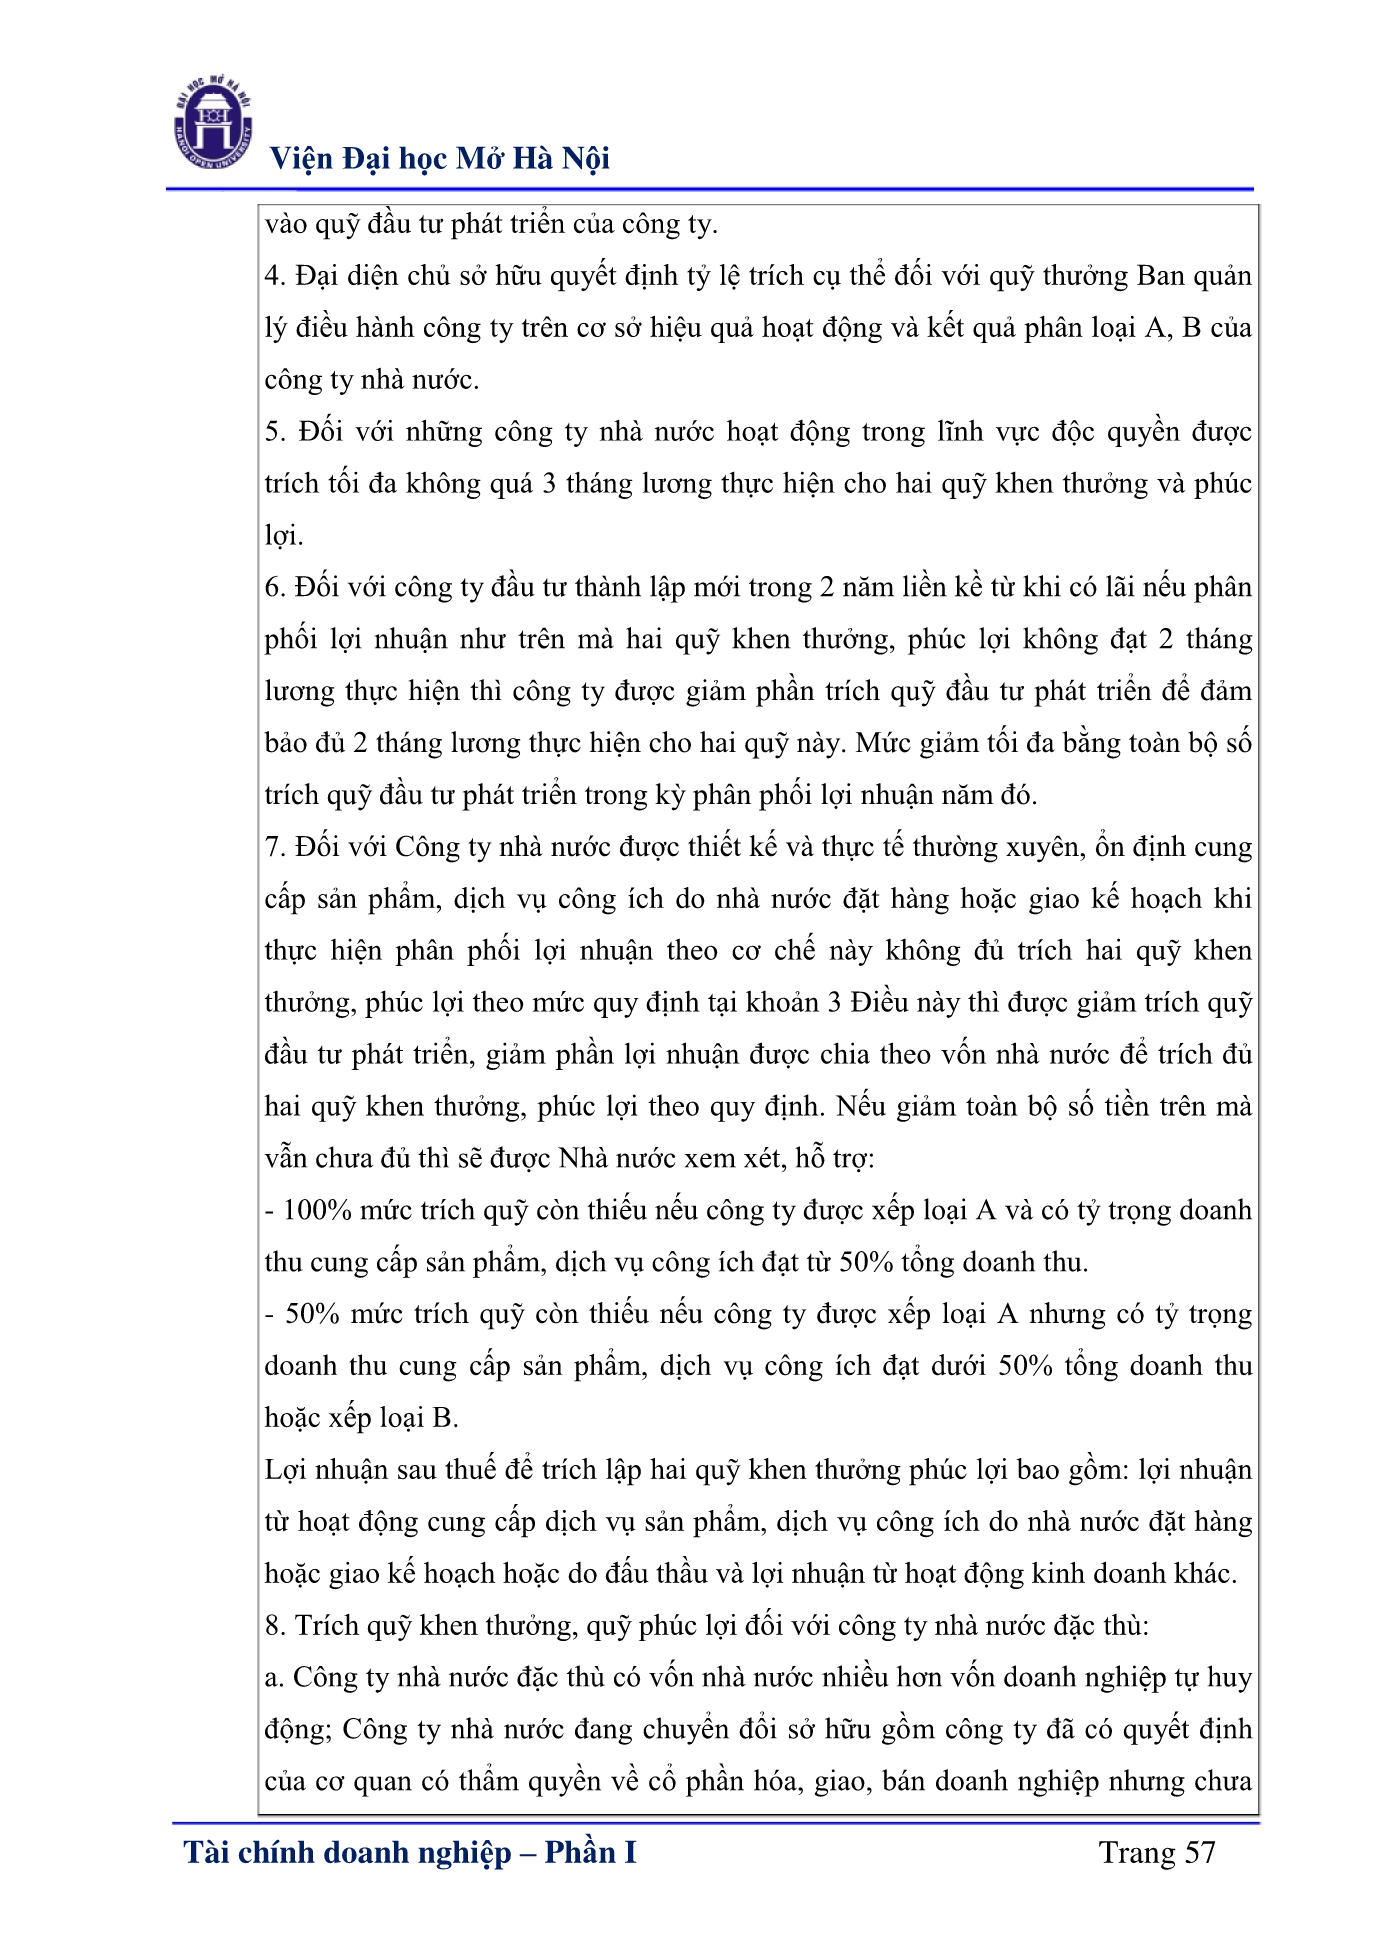 ĐẠI HỌC MỞ HÀ NỘI
HANOI OPEN UNIVERSITY
Viện Đại học Mở Hà Nội
vào quỹ đầu tư phát triển của công ty.
4. Đại diện chủ sở hữu quyết định tỷ lệ trích cụ thể đối với quỹ thưởng Ban quản
lý điều hành công ty trên cơ sở hiệu quả hoạt động và kết quả phân loại A, B của
công ty nhà nước.
5. Đối với những công ty nhà nước hoạt động trong lĩnh vực độc quyền được
trích tối đa không quá 3 tháng lương thực hiện cho hai quỹ khen thưởng và phúc
lợi.
6. Đối với công ty đầu tư thành lập mới trong 2 năm liền kề từ khi có lãi nếu phân
phối lợi nhuận như trên mà hai quỹ khen thưởng, phúc lợi không đạt 2 tháng
lương thực hiện thì công ty được giảm phần trích quỹ đầu tư phát triển để đảm
bảo đủ 2 tháng lương thực hiện cho hai quỹ này. Mức giảm tối đa bằng toàn bộ số
trích quỹ đầu tư phát triển trong kỳ phân phối lợi nhuận năm đó.
7. Đối với Công ty nhà nước được thiết kế và thực tế thường xuyên, ổn định cung
cấp sản phẩm, dịch vụ công ích do nhà nước đặt hàng hoặc giao kế hoạch khi
thực hiện phân phối lợi nhuận theo cơ chế này không đủ trích hai quỹ khen
thưởng, phúc lợi theo mức quy định tại khoản 3 Điều này thì được giảm trích quỹ
đầu tư phát triển, giảm phần lợi nhuận được chia theo vốn nhà nước để trích đủ
hai quỹ khen thưởng, phúc lợi theo quy định. Nếu giảm toàn bộ số tiền trên mà
vẫn chưa đủ thì sẽ được Nhà nước xem xét, hỗ trợ:
- 100% mức trích quỹ còn thiếu nếu công ty được xếp loại A và có tỷ trọng doanh
thu cung cấp sản phẩm, dịch vụ công ích đạt từ 50% tổng doanh thu.
- 50% mức trích quỹ còn thiếu nếu công ty được xếp loại A nhưng có tỷ trọng
doanh thu cung cấp sản phẩm, dịch vụ công ích đạt dưới 50% tổng doanh thu
hoặc xếp loại B.
Lợi nhuận sau thuế để trích lập hai quỹ khen thưởng phúc lợi bao gồm: lợi nhuận
từ hoạt động cung cấp dịch vụ sản phẩm, dịch vụ công ích do nhà nước đặt hàng
hoặc giao kế hoạch hoặc do đấu thầu và lợi nhuận từ hoạt động kinh doanh khác.
8. Trích quỹ khen thưởng, quỹ phúc lợi đối với công ty nhà nước đặc thù:
a. Công ty nhà nước đặc thù có vốn nhà nước nhiều hơn vốn doanh nghiệp tự huy
động; Công ty nhà nước đang chuyển đổi sở hữu gồm công ty đã có quyết định
của cơ quan có thẩm quyền về cổ phần hóa, giao, bán doanh nghiệp nhưng chưa
Tài chính doanh nghiệp – Phần I Trang 57